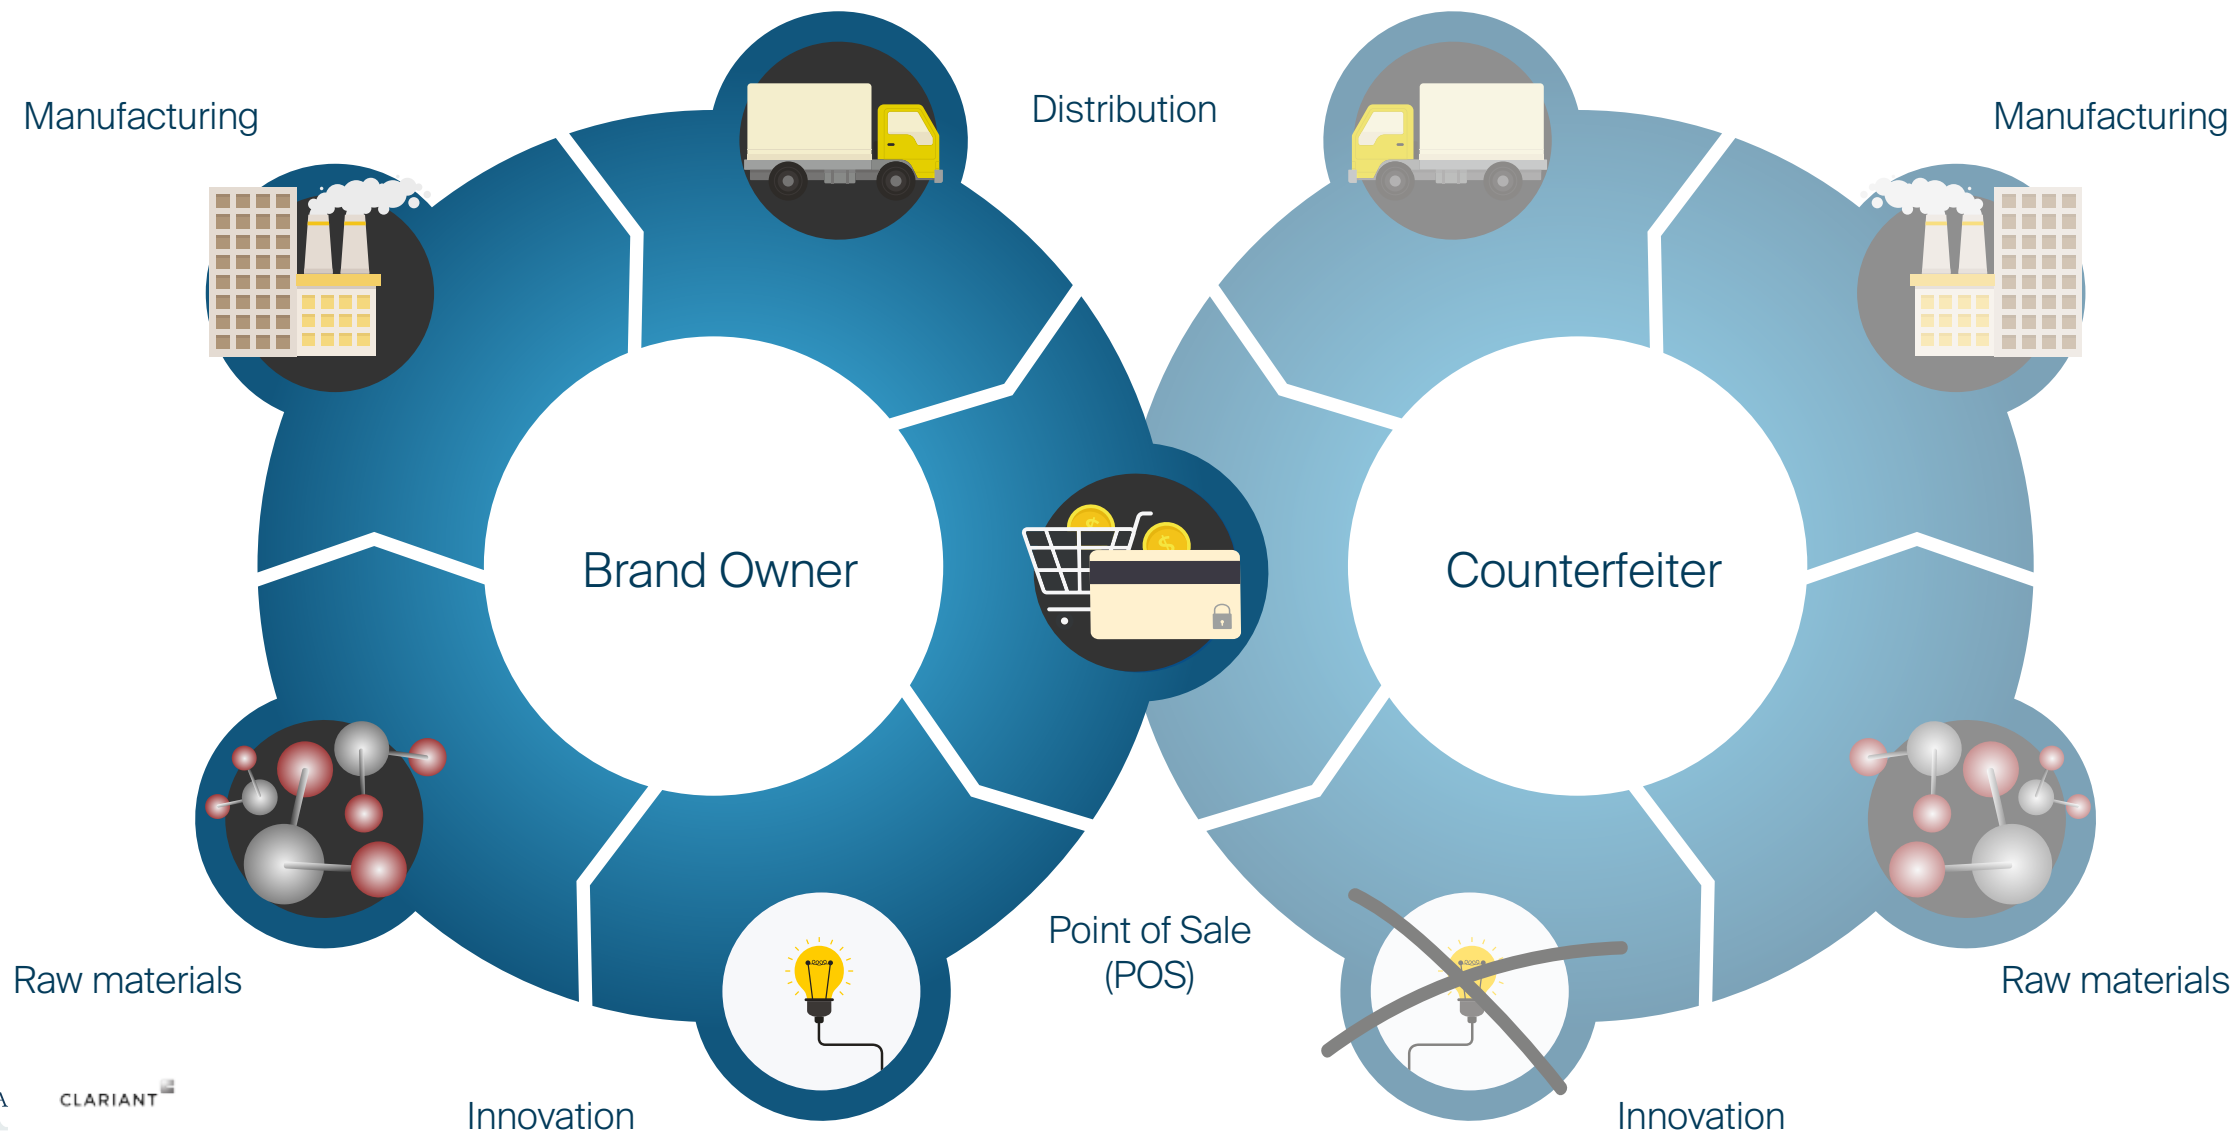 Manufacturing
Distribution
Manufacturing
Brand Owner
Counterfeiter
Point of Sale
(POS)
Raw materials
Raw materials
A
CLARIANT
Innovation
Innovation